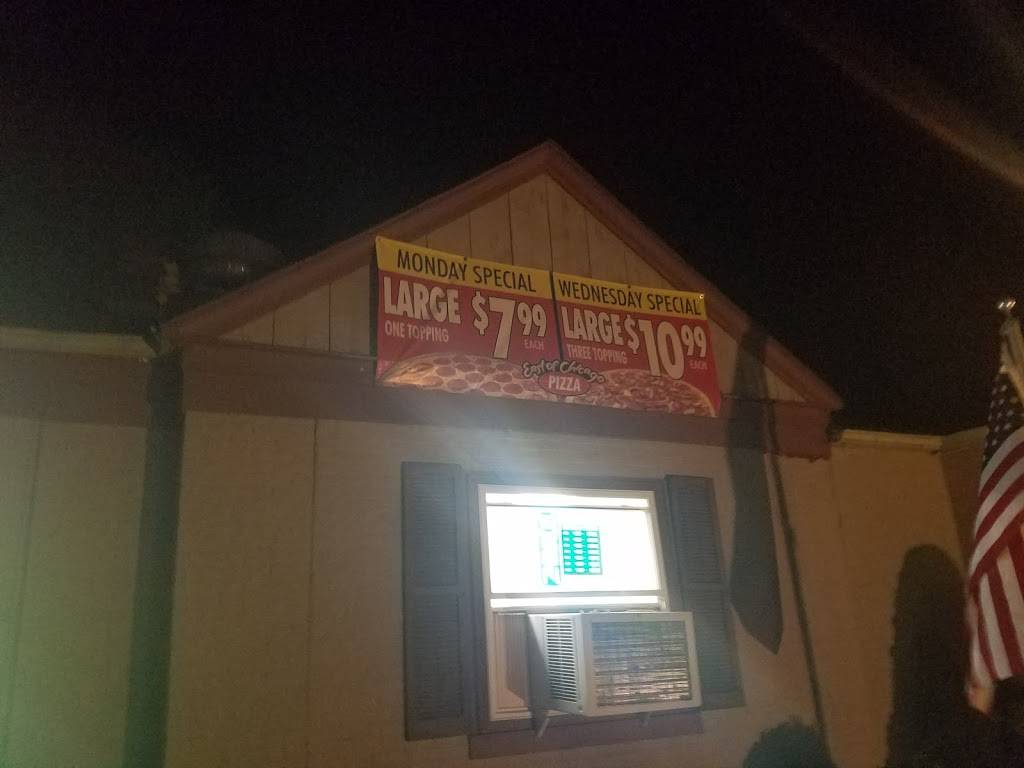 MONDAY SPECIAL
LARGE $7.99
ONE TOPPING
EACH
WEDNESDAY SPECIAL
LARGE $10.99
THREE TOPPING
EACH
East of Chicago
PIZZA